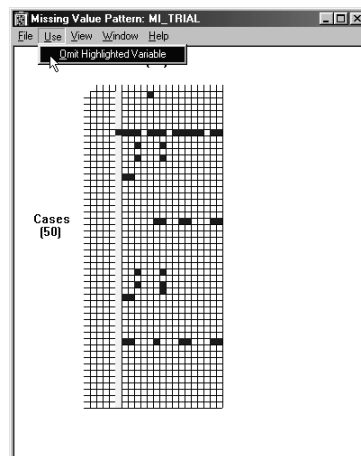 Missing Value Pattern: MI_TRIAL
File Use View Window Help
Omit Highlighted Variable
Cases
(50)